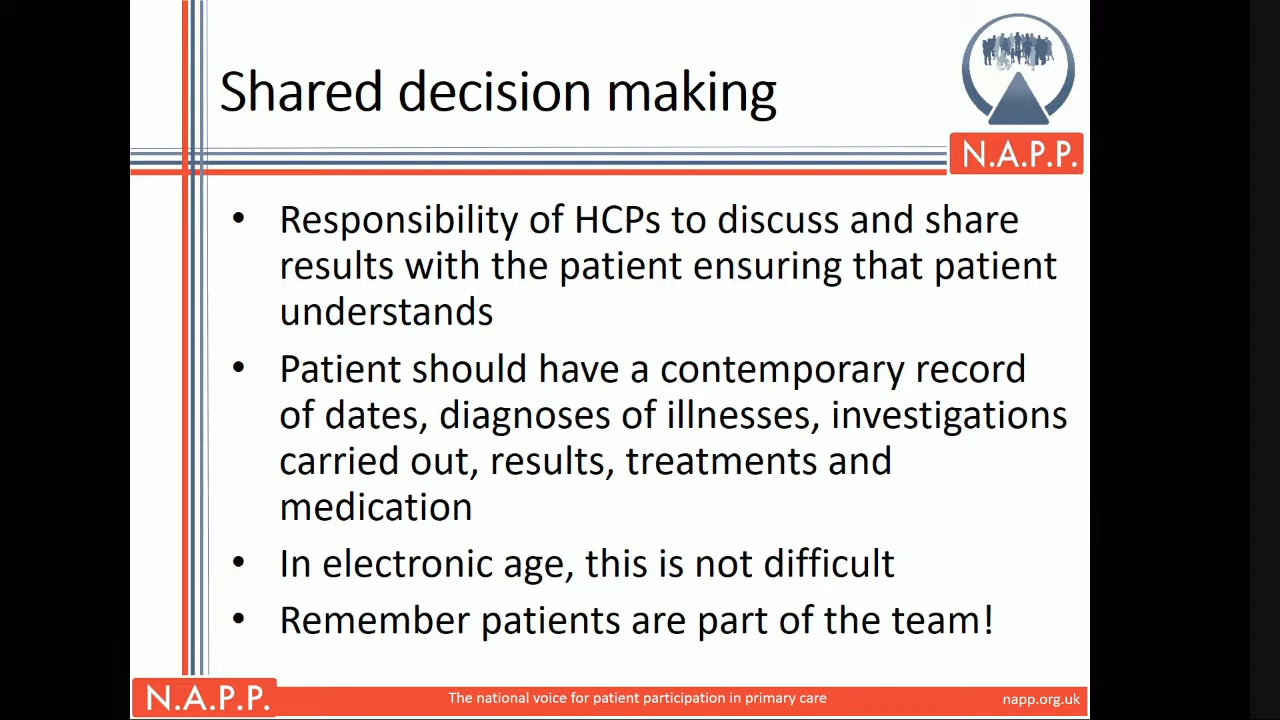 Shared decision making
N.A.P.P.
• Responsibility of HCPs to discuss and share
results with the patient ensuring that patient
understands
• Patient should have a contemporary record
of dates, diagnoses of illnesses, investigations
carried out, results, treatments and
medication
• In electronic age, this is not difficult
• Remember patients are part of the team!
N.A.P.P.
The national voice for patient participation in primary care
napp.org.uk